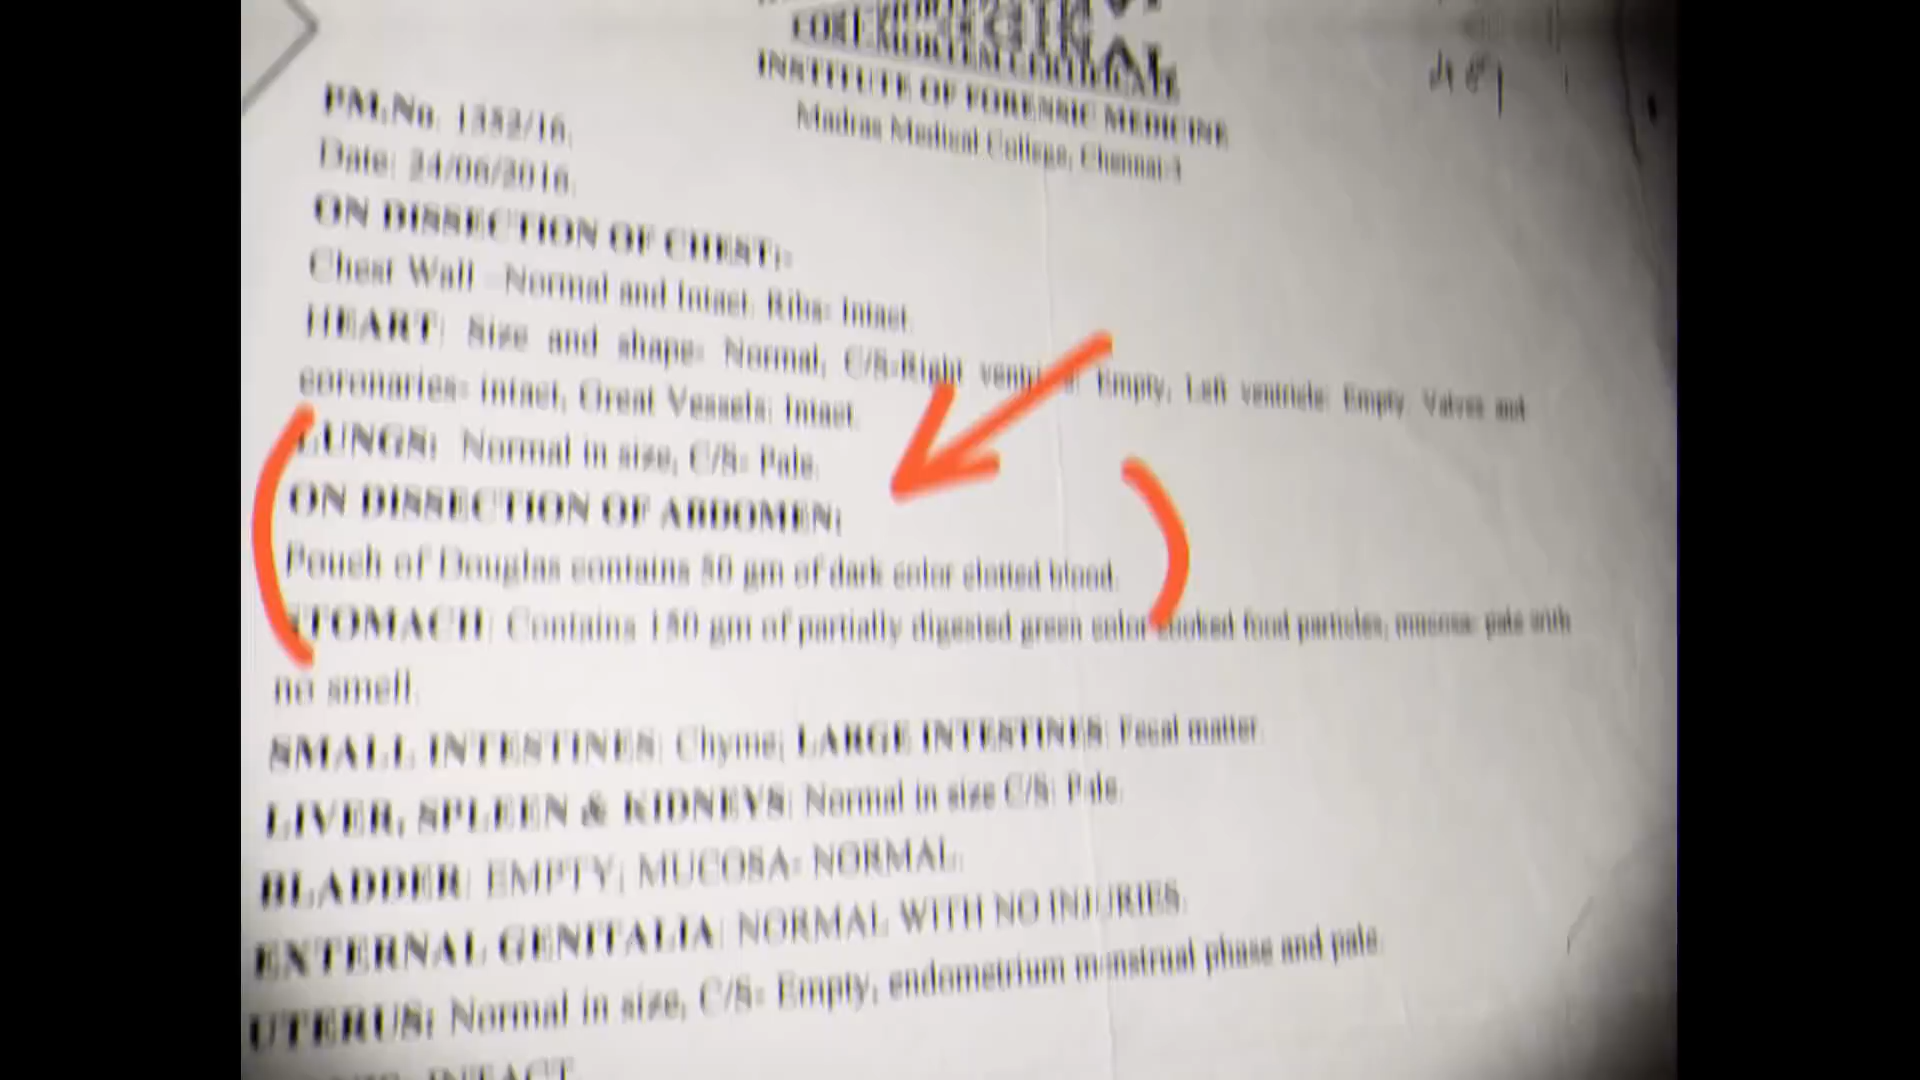 POST-MORTEM CERTIFICATE
INSTITUTE OF FORENSIC MEDICINE
Madras Medical College, Chennai-3
PM.No. 1352/16.
Date: 24/06/2016.
ON DISSECTION OF CHEST:-
Chest Wall -Normal and Intact. Ribs- Intact.
HEART: Size and shape- Normal, C/S-Right Empty, Left ventricle: Empty. Valves and
coronaries- Intact, Great Vessels: Intact.
LUNGS: Normal in size, C/S- Pale.
ON DISSECTION OF ABDOMEN:
Pouch of Douglas contains 50 gm of dark color clotted blood.
STOMACH: Contains 150 gm of partially digested green color cooked food particles, mucosa- pale with
no smell.
SMALL INTESTINES: Chyme; LARGE INTESTINES: Fecal matter.
LIVER, SPLEEN & KIDNEYS: Normal in size C/S: Pale.
BLADDER: EMPTY; MUCOSA- NORMAL.
EXTERNAL GENITALIA: NORMAL WITH NO INJURIES.
UTERUS: Normal in size, C/S- Empty, endometrium menstrual phase and pale.
INTACT.